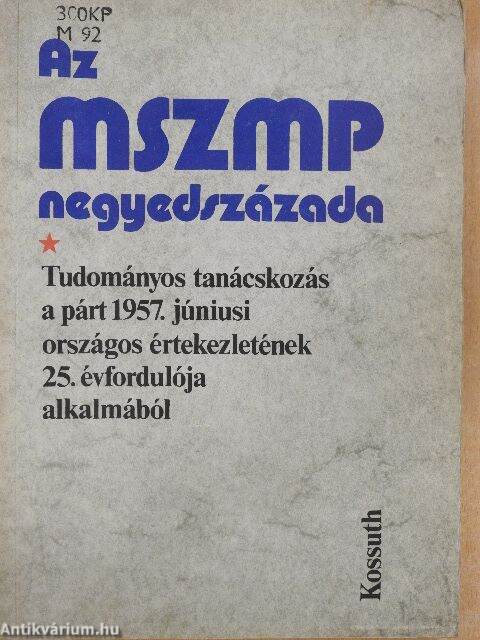 300KP
M 92
Az
MSZMP
negyedszázada
Tudományos tanácskozás
a párt 1957. júniusi
országos értekezletének
25. évfordulója
alkalmából
Kossuth
Antikvárium.hu